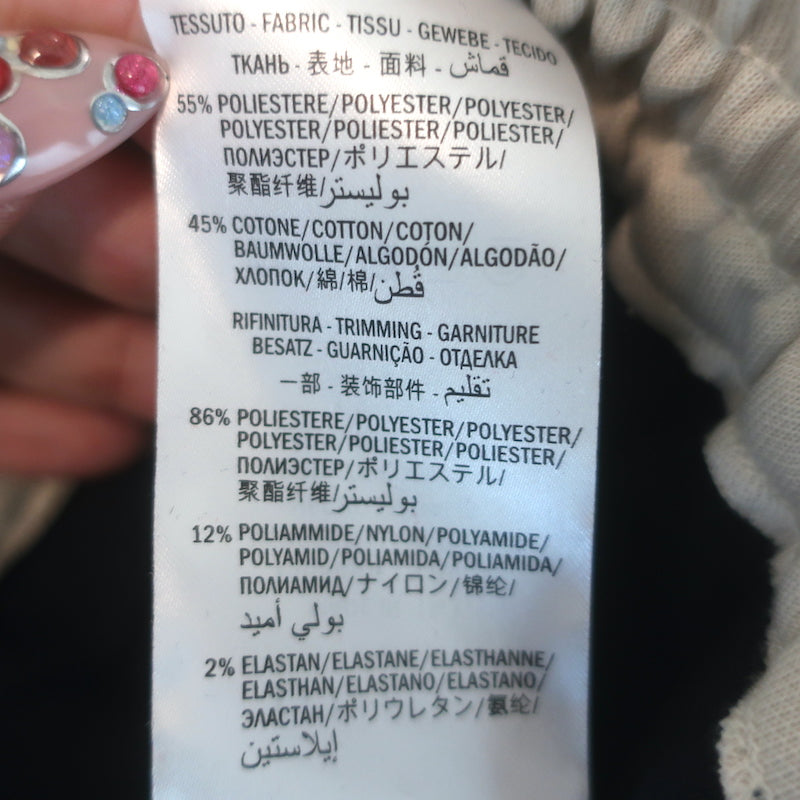 TESSUTO - FABRIC - TISSU - GEWEBE - TECIDO
ТКАНЬ - 表地 - 面料 - قماش
55% POLIESTERE/POLYESTER/POLYESTER/
POLYESTER/POLIESTER/POLIESTER/
ПОЛИЭСТЕР/ポリエステル/
聚酯纤维/بوليستر
45% COTONE/COTTON/COTON/
BAUMWOLLE/ALGODÓN/ALGODÃO/
ХЛОПОК/綿/棉/قُطن
RIFINITURA - TRIMMING - GARNITURE
BESATZ - GUARNIÇÃO - ОТДЕЛКА
一部 - 装饰部件 - تقليم
86% POLIESTERE/POLYESTER/POLYESTER/
POLYESTER/POLIESTER/POLIESTER/
ПОЛИЭСТЕР/ポリエステル/
聚酯纤维/بوليستر
12% POLIAMMIDE/NYLON/POLYAMIDE/
POLYAMID/POLIAMIDA/POLIAMIDA/
ПОЛИАМИД/ナイロン/锦纶/
بولي أميد
2% ELASTAN/ELASTANE/ELASTHANNE/
ELASTHAN/ELASTANO/ELASTANO/
ЭЛАСТАН/ポリウレタン/氨纶/
إيلاستين